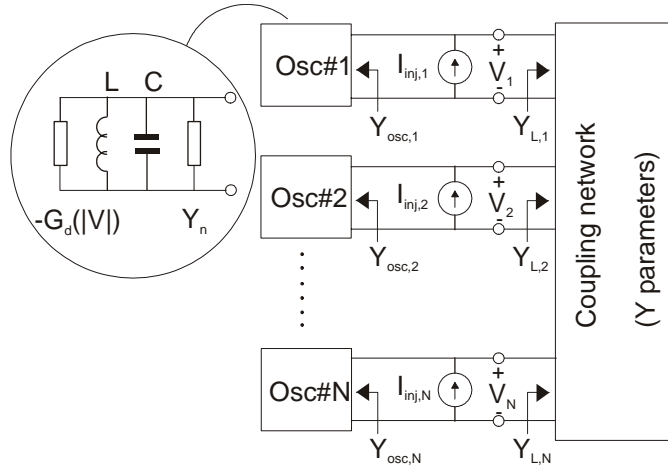 Osc#1
I_inj,1
+
V_1
-
Y_osc,1
Y_L,1
L
C
-G_d(|V|)
Y_n
Osc#2
I_inj,2
+
V_2
-
Y_osc,2
Y_L,2
Osc#N
I_inj,N
+
V_N
-
Y_osc,N
Y_L,N
Coupling network
(Y parameters)